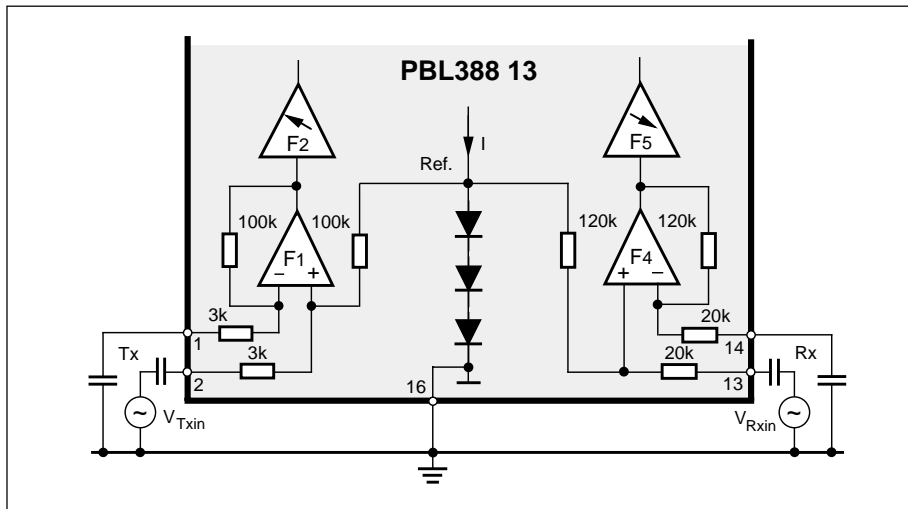 PBL388 13
F2
F5
Ref.
I
100k
100k
120k
120k
F1
F4
−
+
+
−
3k
20k
Tx
1
14
Rx
3k
20k
2
16
13
~
~
VTxin
VRxin